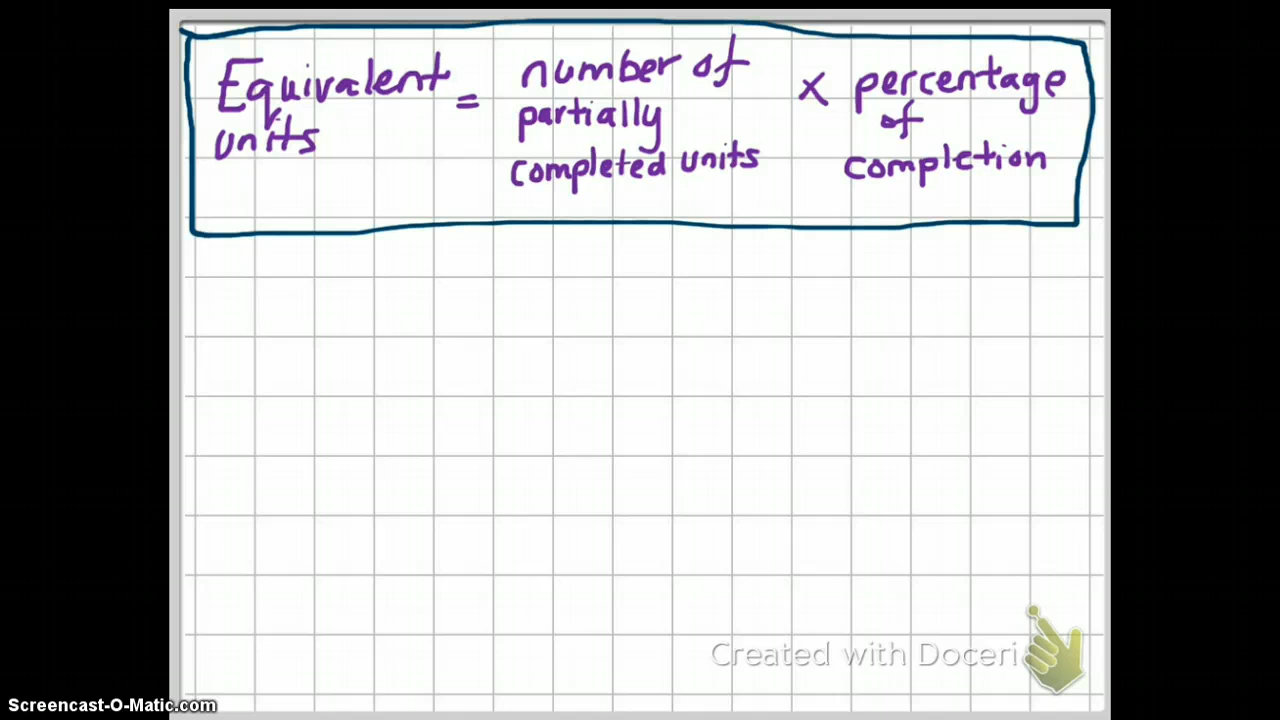 Equivalent = number of x percentage
units partially of
completed units completion
Created with Doceri
Screencast-O-Matic.com